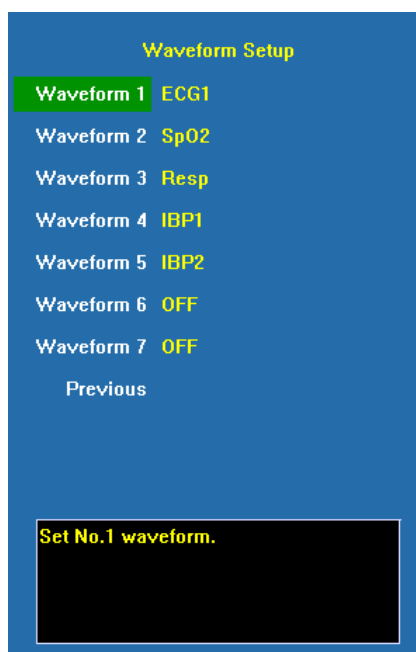 Waveform Setup
Waveform 1 ECG1
Waveform 2 SpO2
Waveform 3 Resp
Waveform 4 IBP1
Waveform 5 IBP2
Waveform 6 OFF
Waveform 7 OFF
Previous
Set No.1 waveform.